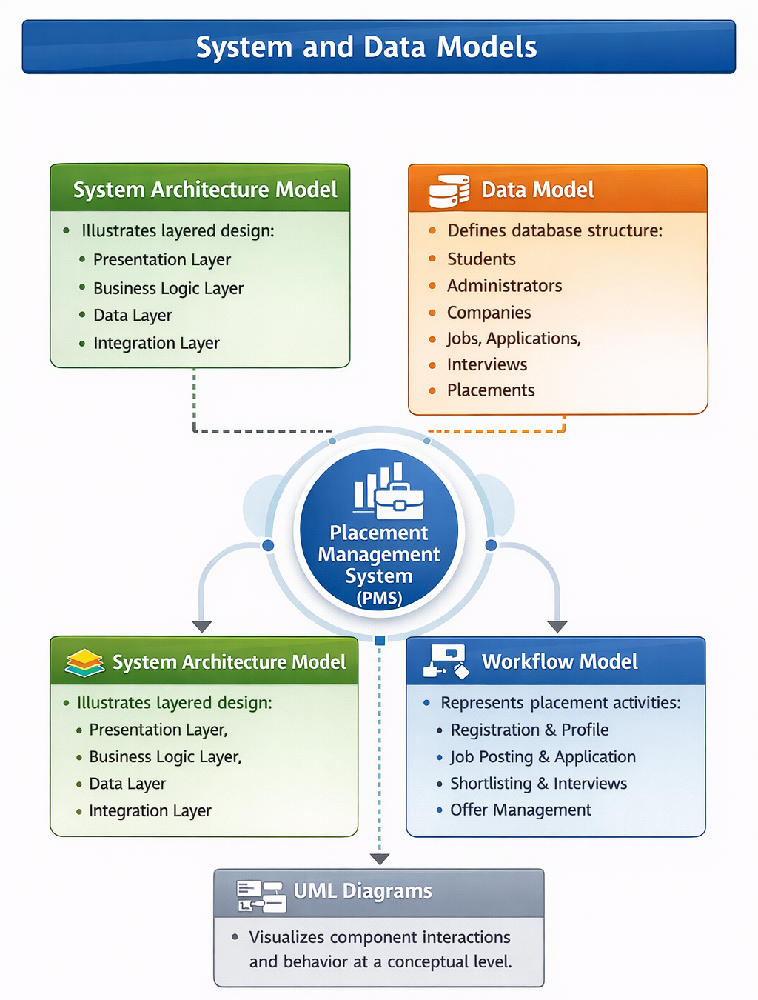 System and Data Models
System Architecture Model
• Illustrates layered design:
• Presentation Layer
• Business Logic Layer
• Data Layer
• Integration Layer
Data Model
• Defines database structure:
• Students
• Administrators
• Companies
• Jobs, Applications,
• Interviews
• Placements
Placement
Management
System
(PMS)
System Architecture Model
• Illustrates layered design:
• Presentation Layer,
• Business Logic Layer,
• Data Layer
• Integration Layer
Workflow Model
• Represents placement activities:
• Registration & Profile
• Job Posting & Application
• Shortlisting & Interviews
• Offer Management
UML Diagrams
• Visualizes component interactions
and behavior at a conceptual level.